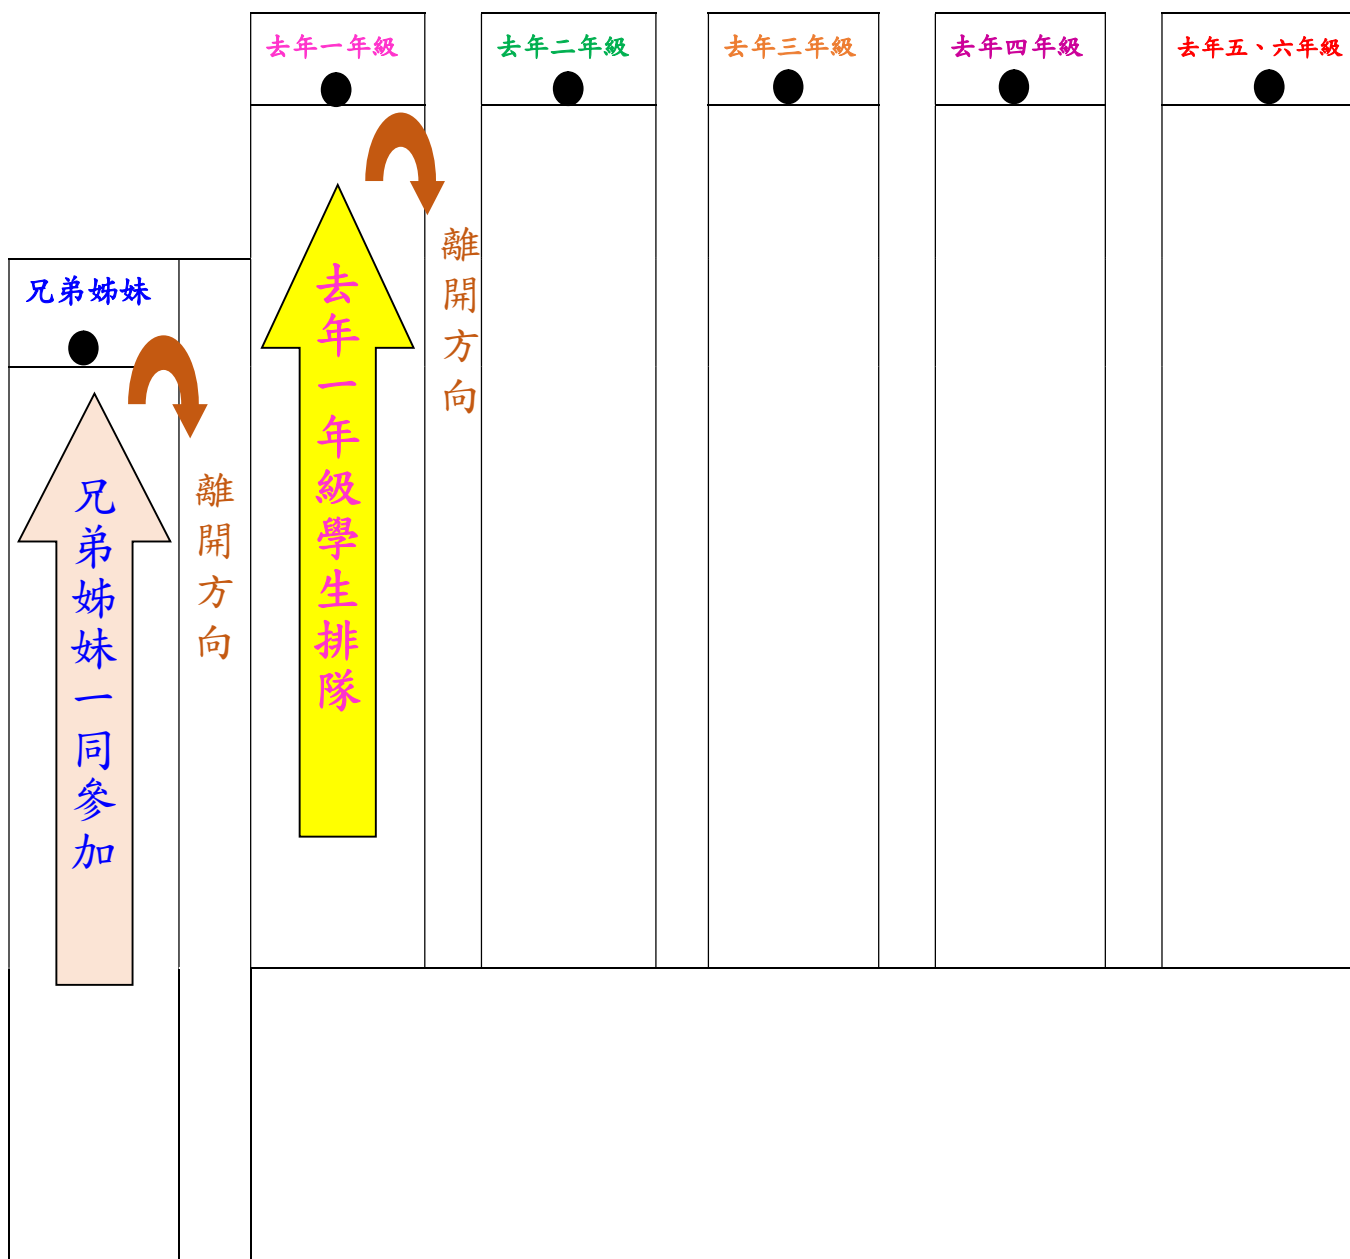 去年一年級
去年二年級
去年三年級
去年四年級
去年五、六年級
兄弟姊妹
離開方向
兄弟姊妹一同參加
去年一年級學生排隊
離開方向